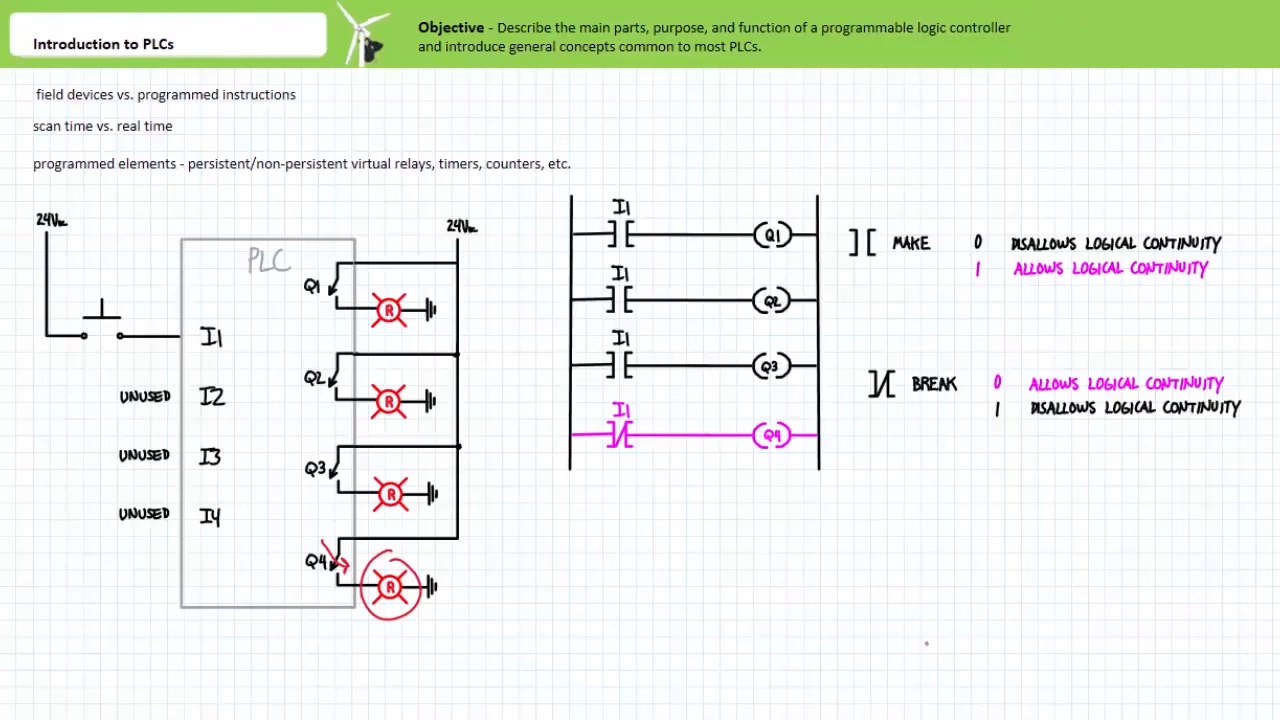 Introduction to PLCs
Objective - Describe the main parts, purpose, and function of a programmable logic controller
and introduce general concepts common to most PLCs.
field devices vs. programmed instructions
scan time vs. real time
programmed elements - persistent/non-persistent virtual relays, timers, counters, etc.
24VDC
24VDC
PLC
Q1
R
I1
Q2
R
UNUSED I2
UNUSED I3
Q3
R
UNUSED I4
Q4
R
I1
Q1
I1
Q2
I1
Q3
I1
Q4
MAKE 0 DISALLOWS LOGICAL CONTINUITY
1 ALLOWS LOGICAL CONTINUITY
BREAK 0 ALLOWS LOGICAL CONTINUITY
1 DISALLOWS LOGICAL CONTINUITY